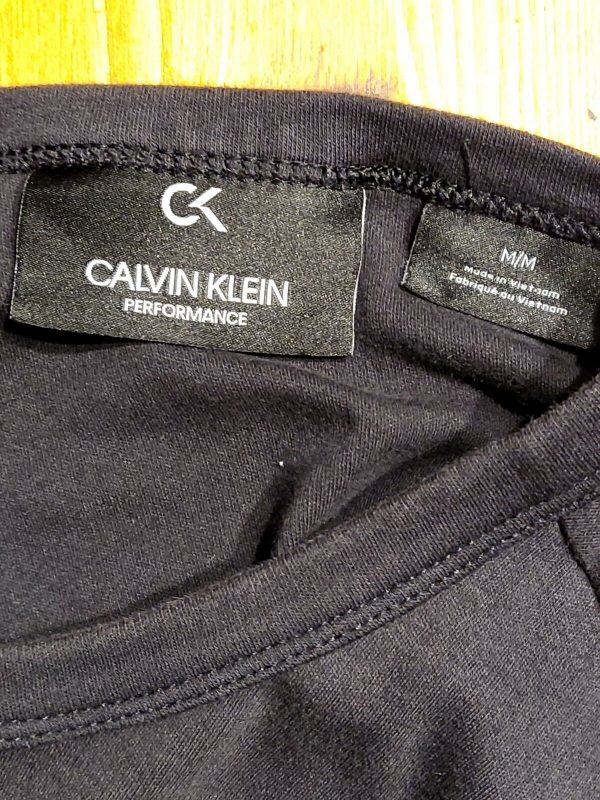 CK
CALVIN KLEIN
PERFORMANCE
M/M
Made in Vietnam
Fabriqué au Vietnam